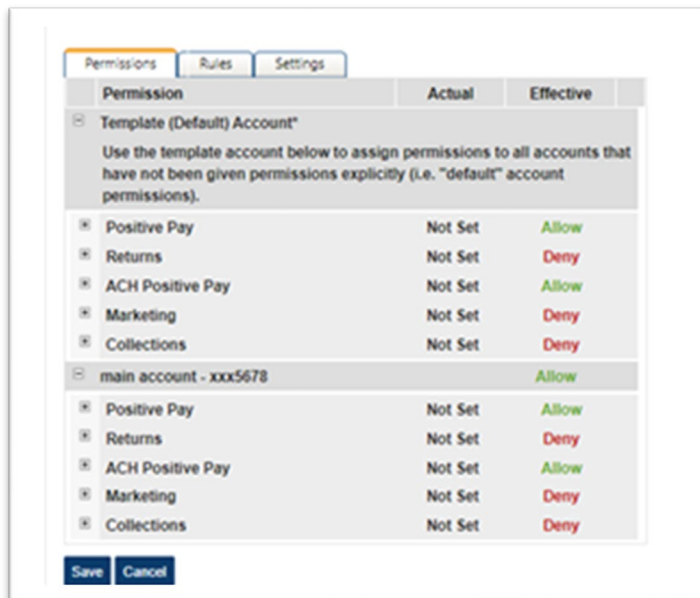 Permissions Rules Settings
Permission Actual Effective
Template (Default) Account*
Use the template account below to assign permissions to all accounts that
have not been given permissions explicitly (i.e. "default" account
permissions).
Positive Pay Not Set Allow
Returns Not Set Deny
ACH Positive Pay Not Set Allow
Marketing Not Set Deny
Collections Not Set Deny
main account - xxx5678 Allow
Positive Pay Not Set Allow
Returns Not Set Deny
ACH Positive Pay Not Set Allow
Marketing Not Set Deny
Collections Not Set Deny
Save Cancel